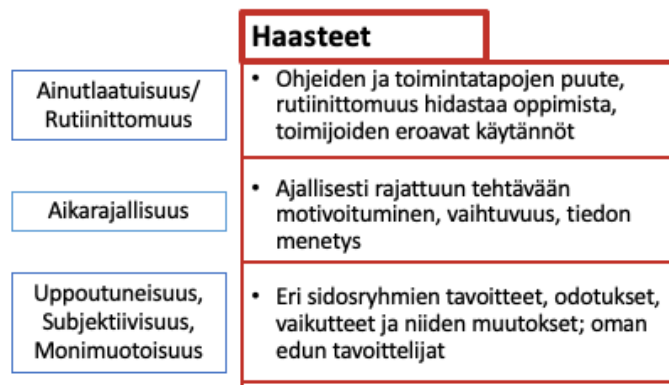 Haasteet
Ainutlaatuisuus/
Rutiinittomuus
• Ohjeiden ja toimintatapojen puute,
rutiinittomuus hidastaa oppimista,
toimijoiden eroavat käytännöt
Aikarajallisuus
• Ajallisesti rajattuun tehtävään
motivoituminen, vaihtuvuus, tiedon
menetys
Uppoutuneisuus,
Subjektiivisuus,
Monimuotoisuus
• Eri sidosryhmien tavoitteet, odotukset,
vaikutteet ja niiden muutokset; oman
edun tavoittelijat